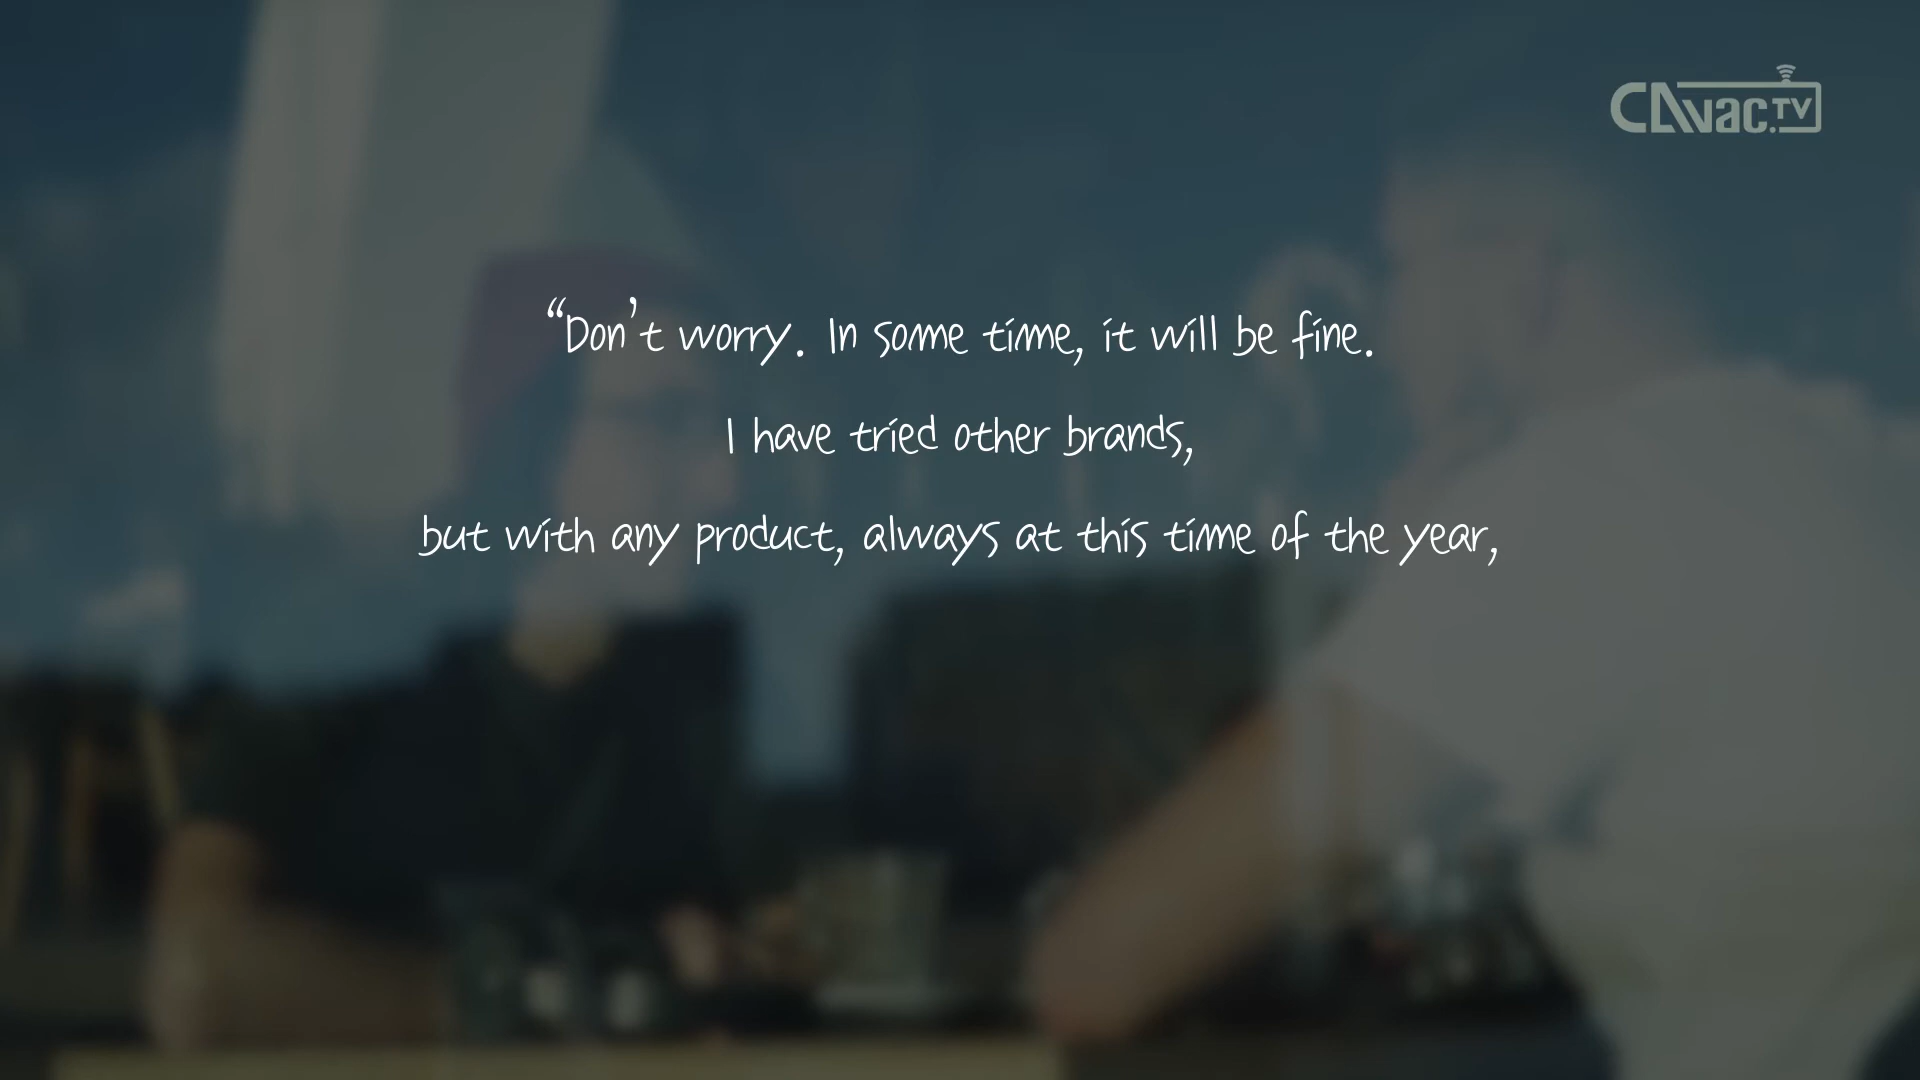 CLAvac.TV
“Don’t worry. In some time, it will be fine.
I have tried other brands,
but with any product, always at this time of the year,